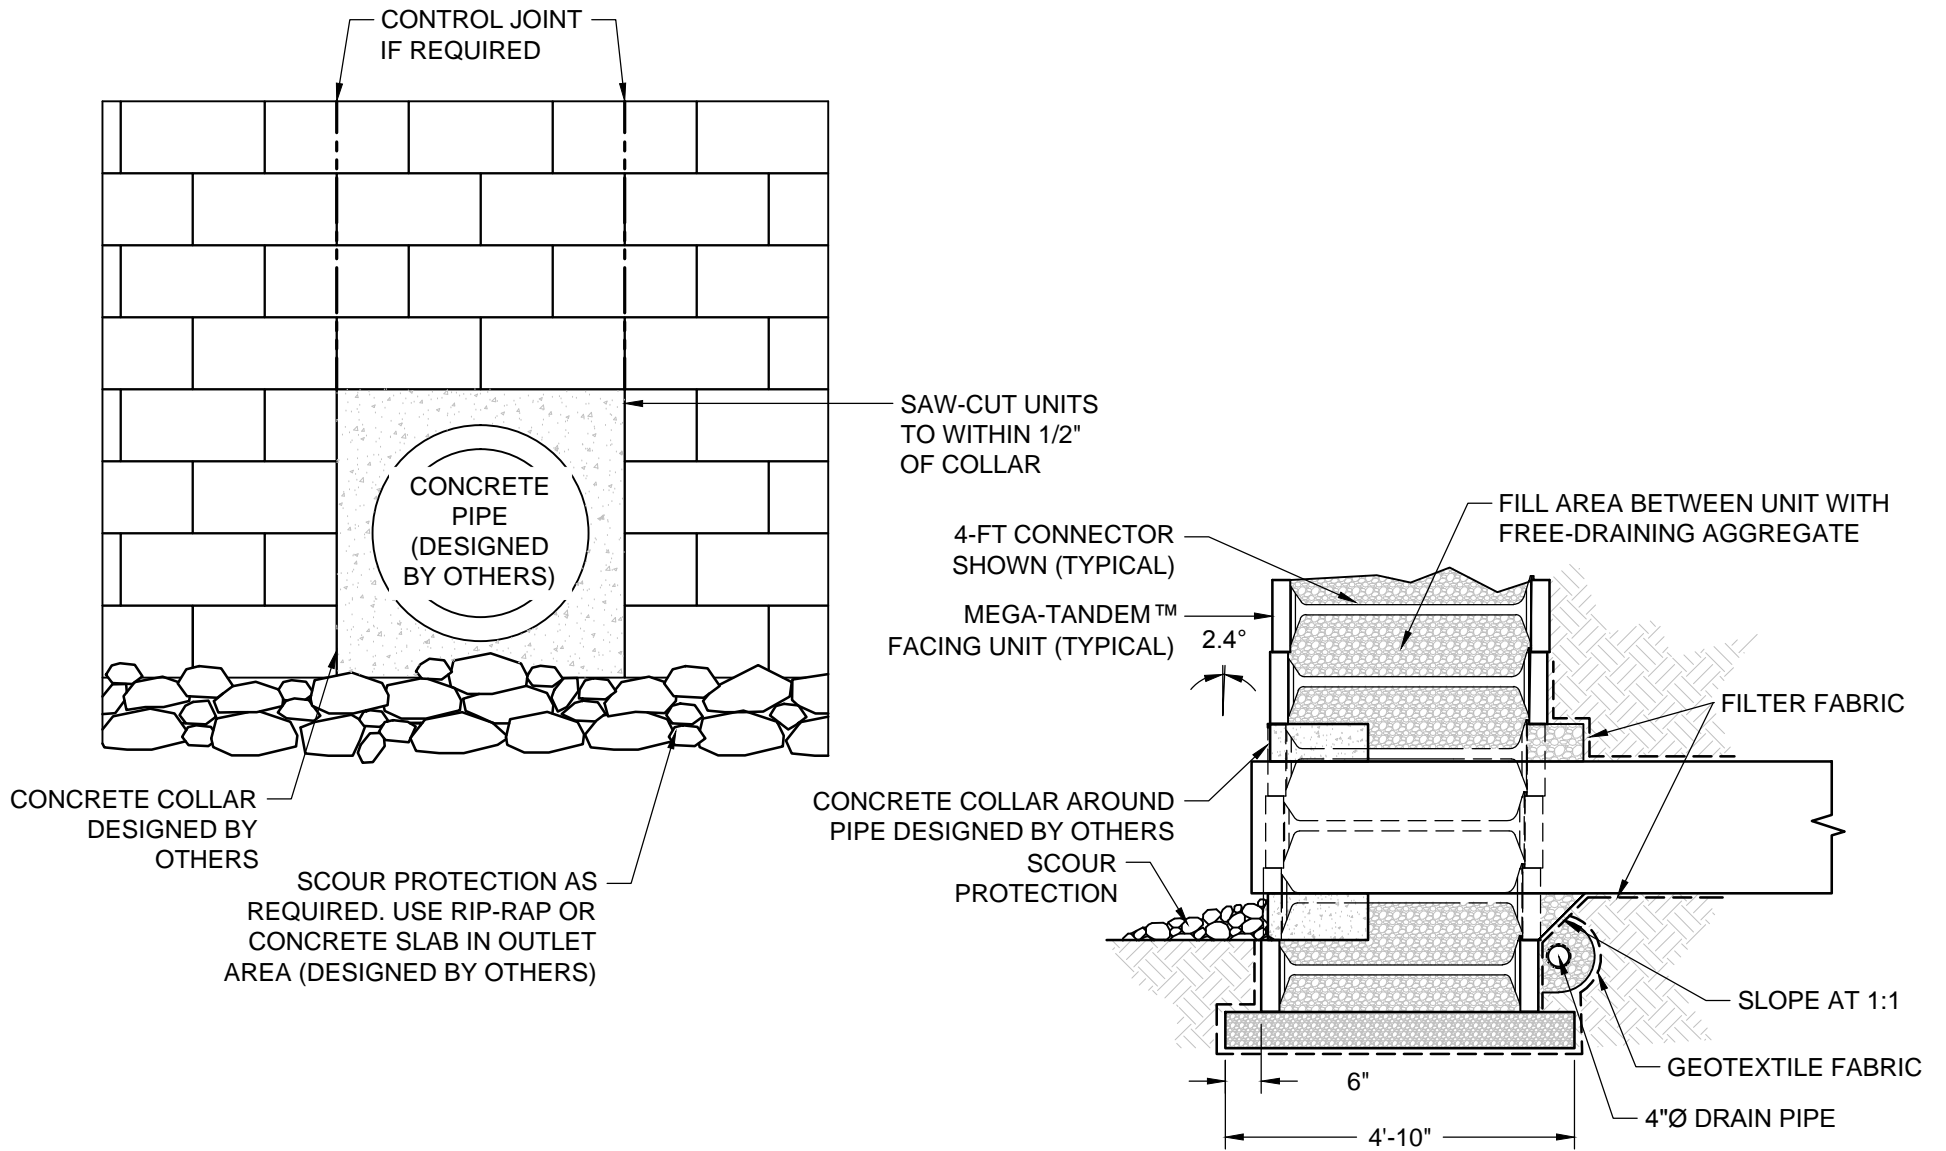 CONTROL JOINT
IF REQUIRED
SAW-CUT UNITS
TO WITHIN 1/2"
OF COLLAR
CONCRETE
PIPE
(DESIGNED
BY OTHERS)
CONCRETE COLLAR
DESIGNED BY
OTHERS
SCOUR PROTECTION AS
REQUIRED. USE RIP-RAP OR
CONCRETE SLAB IN OUTLET
AREA (DESIGNED BY OTHERS)
FILL AREA BETWEEN UNIT WITH
FREE-DRAINING AGGREGATE
4-FT CONNECTOR
SHOWN (TYPICAL)
MEGA-TANDEM™
FACING UNIT (TYPICAL)
2.4°
FILTER FABRIC
CONCRETE COLLAR AROUND
PIPE DESIGNED BY OTHERS
SCOUR
PROTECTION
SLOPE AT 1:1
GEOTEXTILE FABRIC
4"Ø DRAIN PIPE
6"
4'-10"